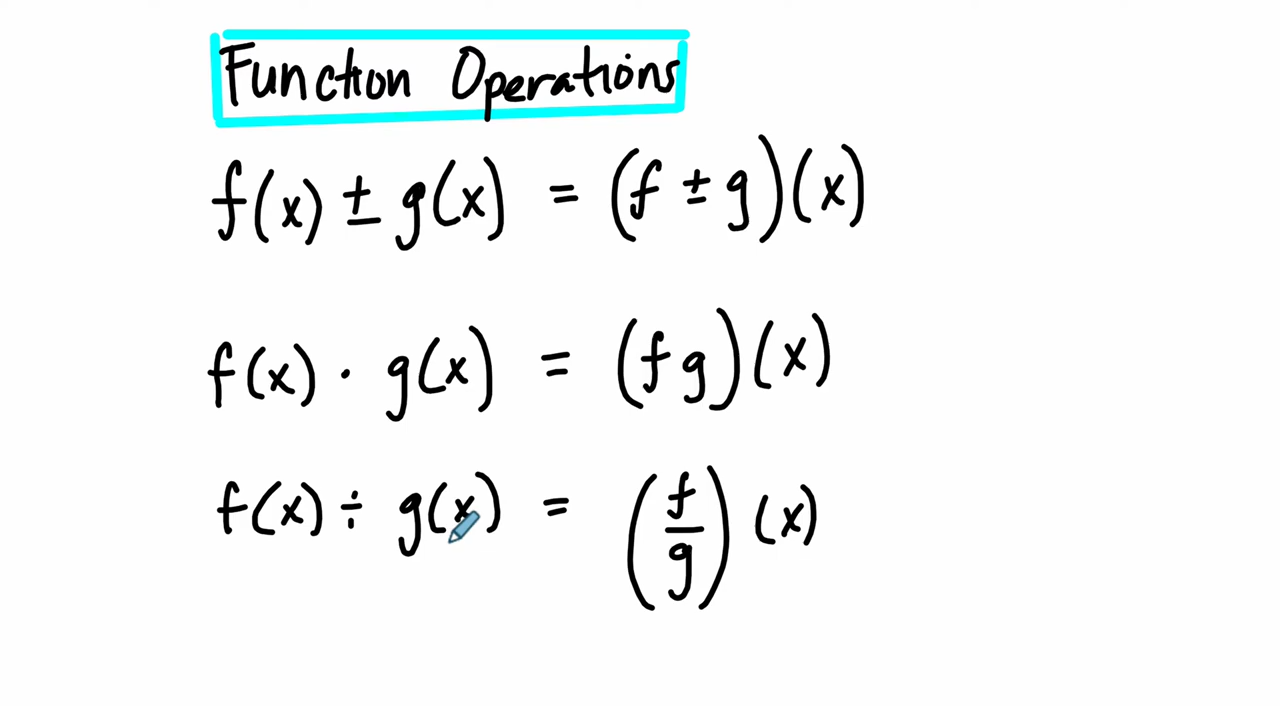 Function Operations
f(x) ± g(x) = (f ± g)(x)
f(x) · g(x) = (fg)(x)
f(x) ÷ g(x) = (f/g)(x)